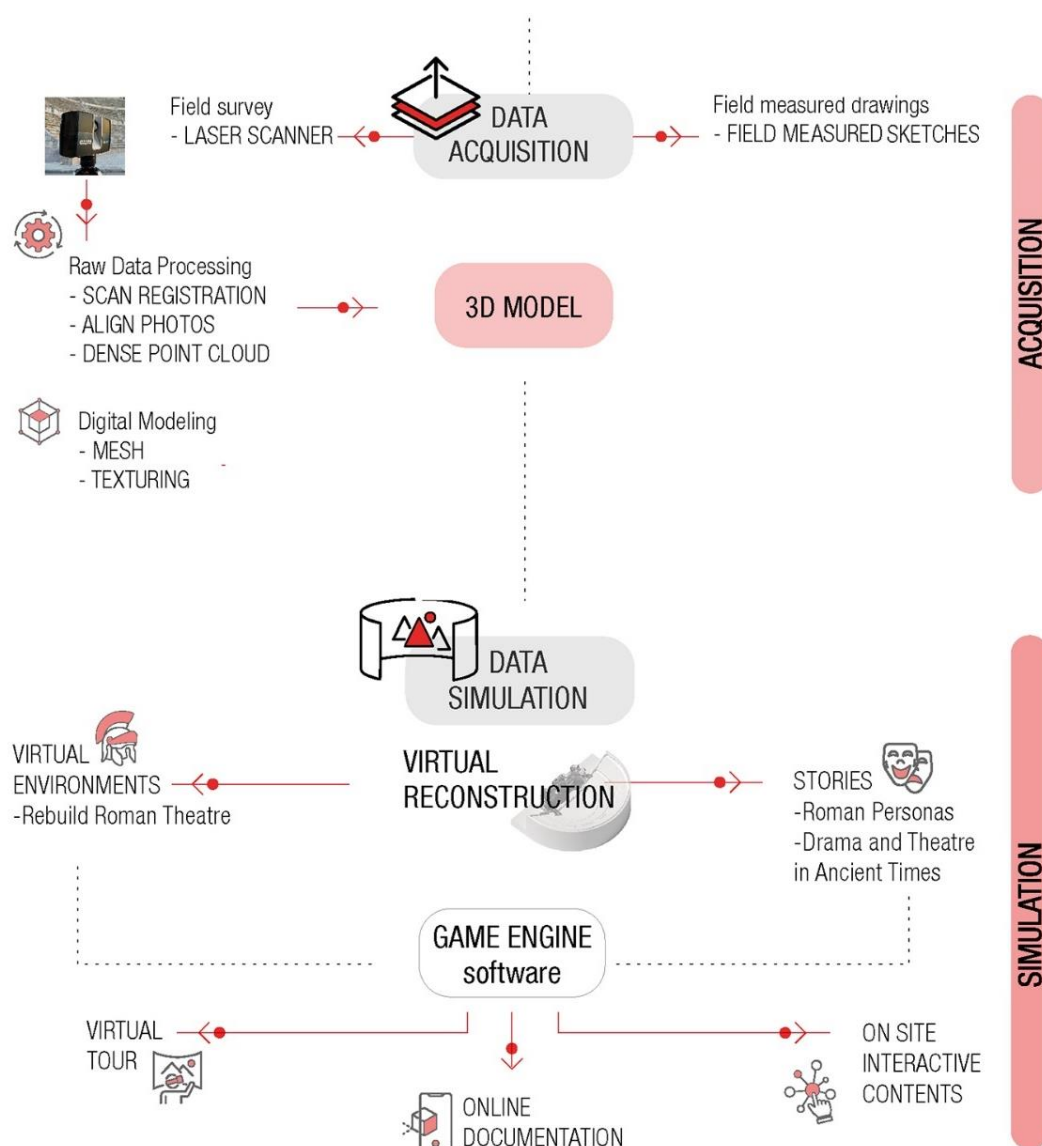 Field survey
- LASER SCANNER
DATA
ACQUISITION
Field measured drawings
- FIELD MEASURED SKETCHES
ACQUISITION
Raw Data Processing
- SCAN REGISTRATION
- ALIGN PHOTOS
- DENSE POINT CLOUD
3D MODEL
Digital Modeling
- MESH
- TEXTURING
DATA
SIMULATION
VIRTUAL
ENVIRONMENTS
-Rebuild Roman Theatre
VIRTUAL
RECONSTRUCTION
STORIES
-Roman Personas
-Drama and Theatre
in Ancient Times
SIMULATION
GAME ENGINE
software
VIRTUAL
TOUR
ONLINE
DOCUMENTATION
ON SITE
INTERACTIVE
CONTENTS